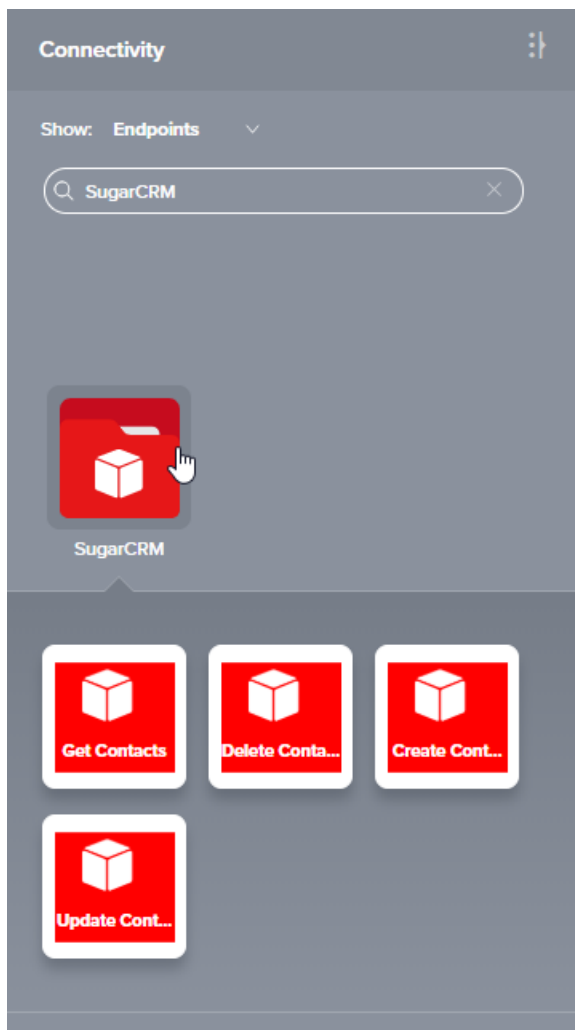 Connectivity
Show: Endpoints
SugarCRM
SugarCRM
Get Contacts
Delete Conta...
Create Cont...
Update Cont...